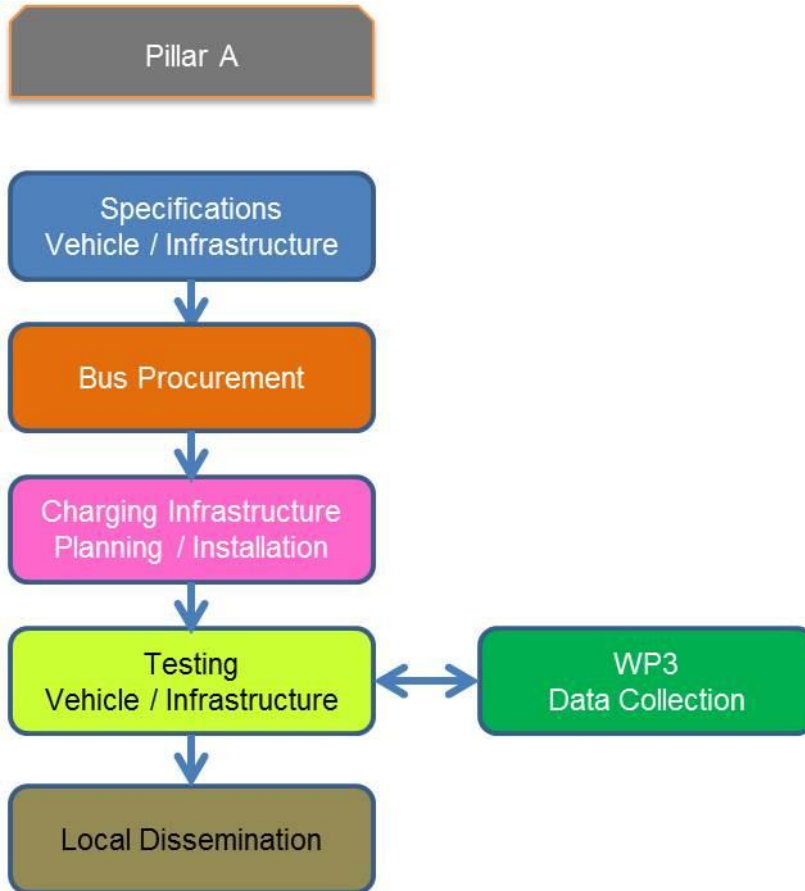 Pillar A
Specifications
Vehicle / Infrastructure
Bus Procurement
Charging Infrastructure
Planning / Installation
Testing
Vehicle / Infrastructure
WP3
Data Collection
Local Dissemination